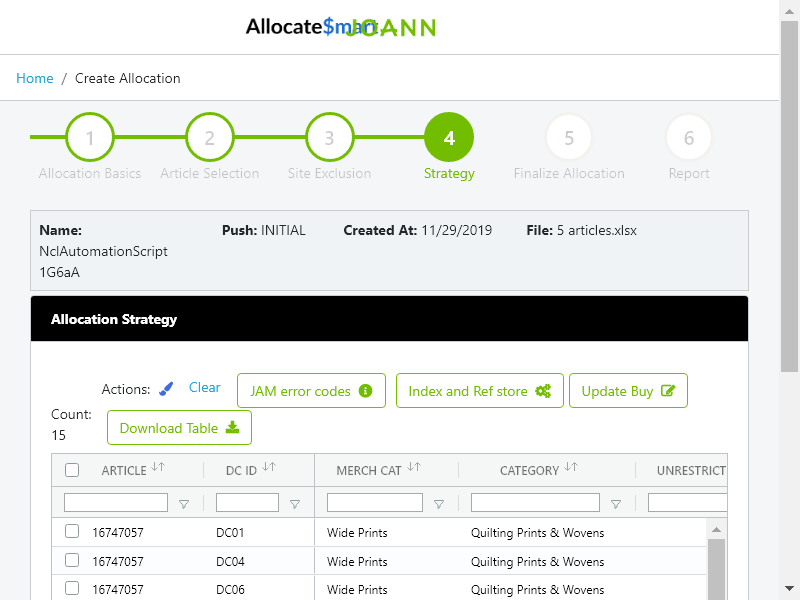 Allocate$mart JOANN
Home / Create Allocation
1 2 3 4 5 6
Allocation Basics Article Selection Site Exclusion Strategy Finalize Allocation Report
Name: Push: INITIAL Created At: 11/29/2019 File: 5 articles.xlsx
NclAutomationScript
1G6aA
Allocation Strategy
Actions: Clear JAM error codes Index and Ref store Update Buy
Count:
15
Download Table
ARTICLE DC ID MERCH CAT CATEGORY UNRESTRICT
16747057 DC01 Wide Prints Quilting Prints & Wovens
16747057 DC04 Wide Prints Quilting Prints & Wovens
16747057 DC06 Wide Prints Quilting Prints & Wovens